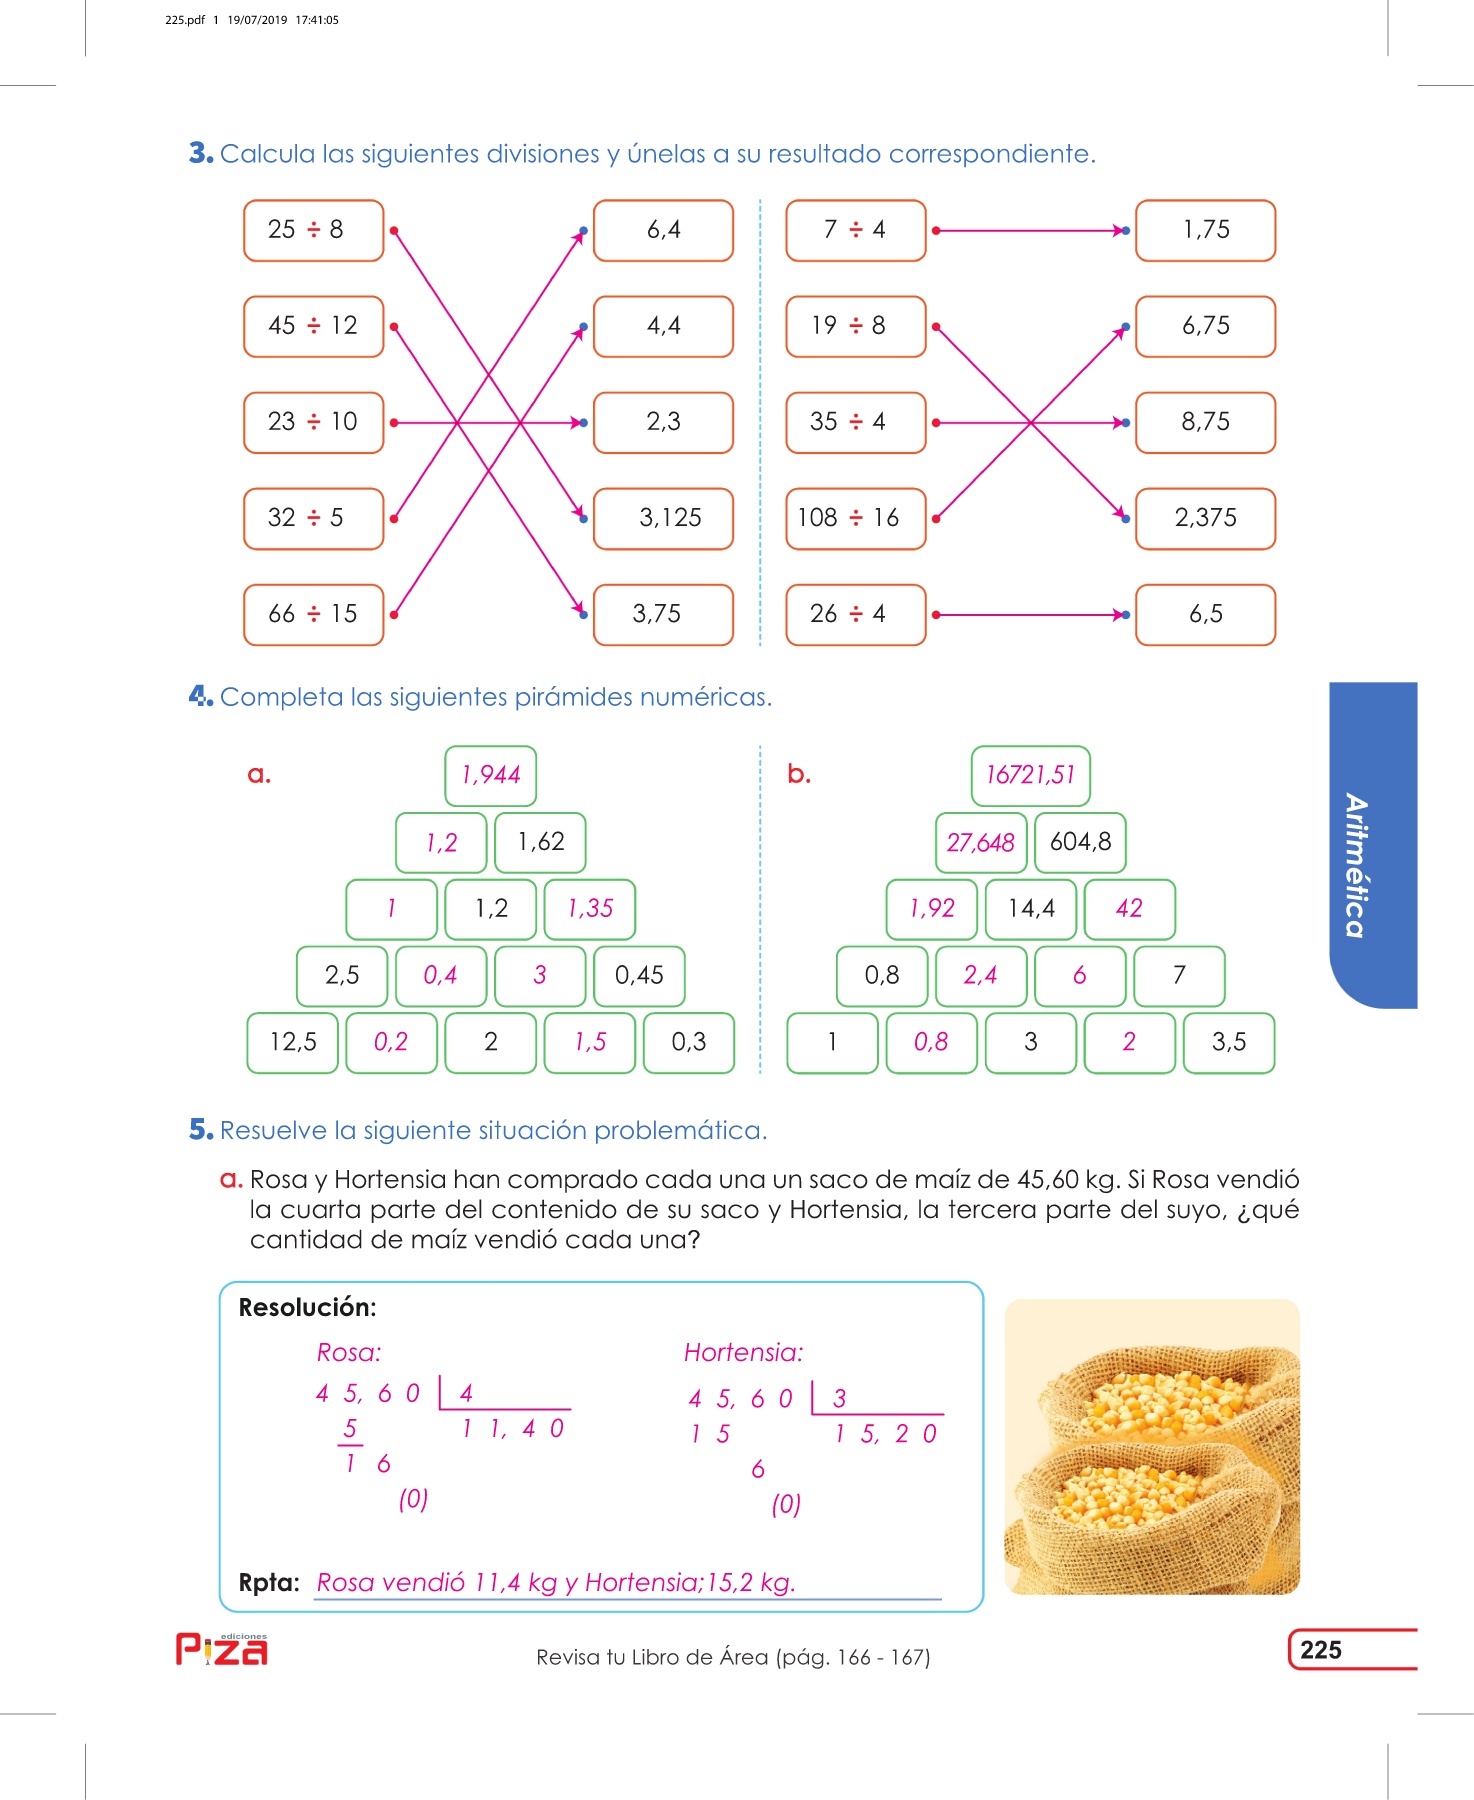 225.pdf 1 19/07/2019 17:41:05
3. Calcula las siguientes divisiones y únelas a su resultado correspondiente.
25 ÷ 8 6,4 7 ÷ 4 1,75
45 ÷ 12 4,4 19 ÷ 8 6,75
23 ÷ 10 2,3 35 ÷ 4 8,75
32 ÷ 5 3,125 108 ÷ 16 2,375
66 ÷ 15 3,75 26 ÷ 4 6,5
4. Completa las siguientes pirámides numéricas.
a.
1,944
1,2 1,62
1 1,2 1,35
2,5 0,4 3 0,45
12,5 0,2 2 1,5 0,3
b.
16721,51
27,648 604,8
1,92 14,4 42
0,8 2,4 6 7
1 0,8 3 2 3,5
Aritmética
5. Resuelve la siguiente situación problemática.
a. Rosa y Hortensia han comprado cada una un saco de maíz de 45,60 kg. Si Rosa vendió
la cuarta parte del contenido de su saco y Hortensia, la tercera parte del suyo, ¿qué
cantidad de maíz vendió cada una?
Resolución:
Rosa:
4 5, 6 0 4
5 1 1, 4 0
1 6
(0)
Hortensia:
4 5, 6 0 3
1 5 1 5, 2 0
6
(0)
Rpta: Rosa vendió 11,4 kg y Hortensia;15,2 kg.
ediciones
Piza
Revisa tu Libro de Área (pág. 166 - 167)
225